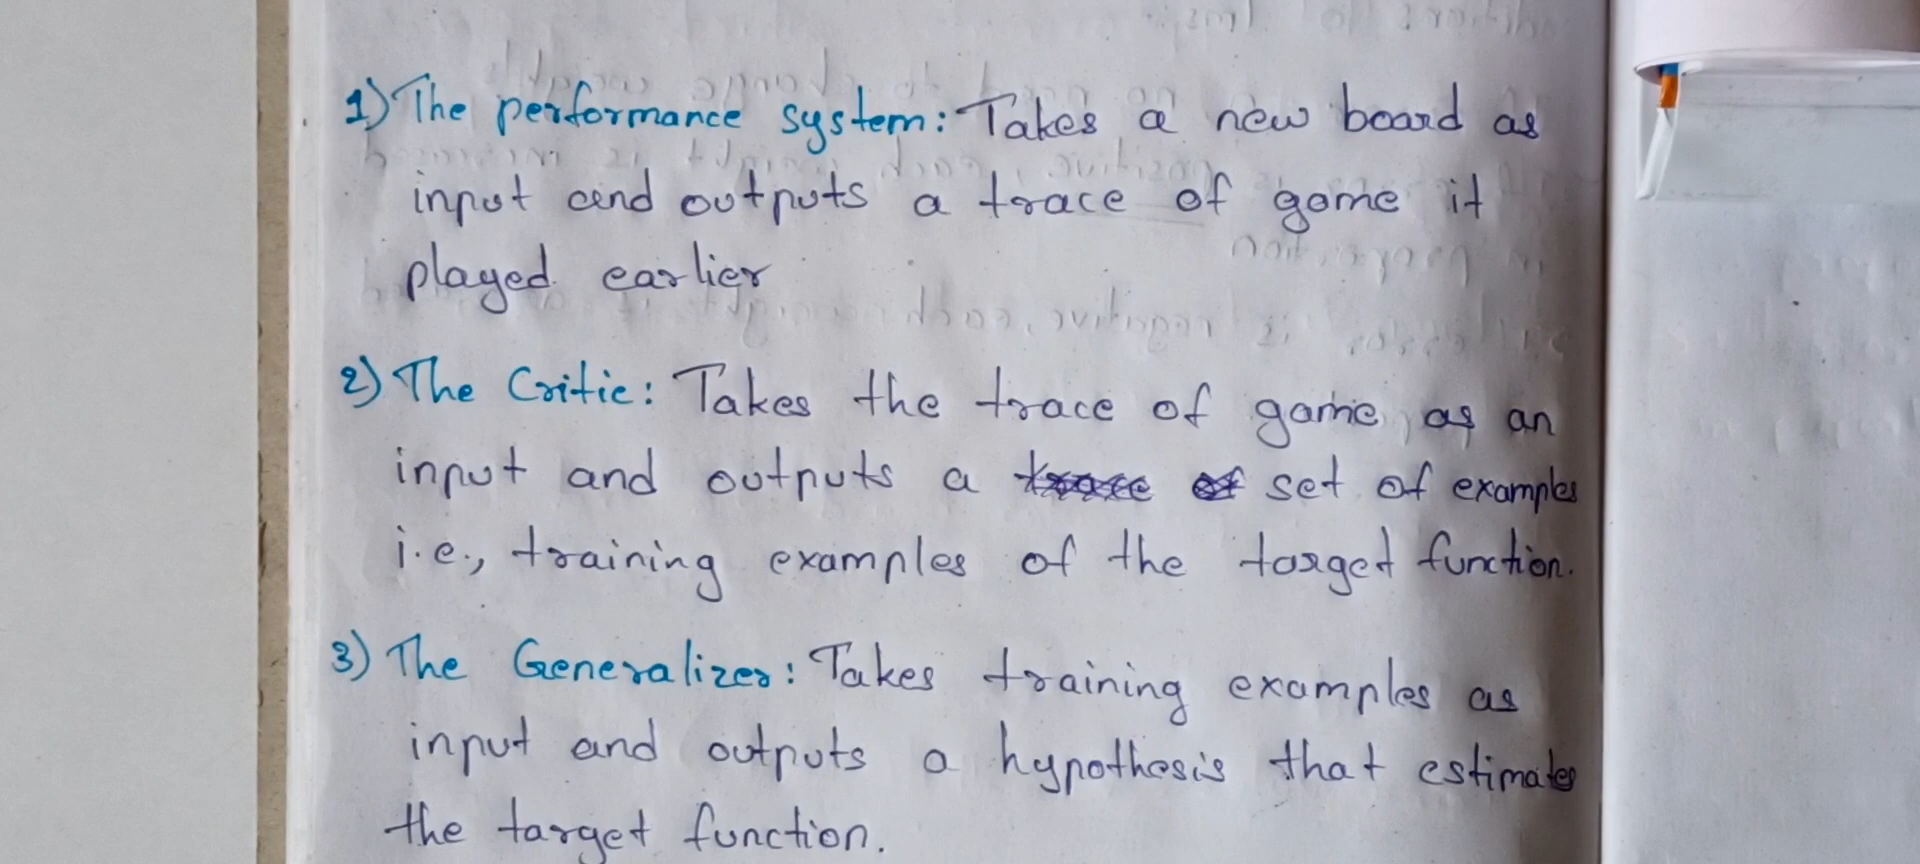 1) The performance system: Takes a new board as
input and outputs a trace of game it
played earlier
2) The Critic: Takes the trace of game, as an
input and outputs a trace of set of examples
i.e., training examples of the target function.
3) The Generalizer: Takes training examples as
input and outputs a hypothesis that estimates
the target function.